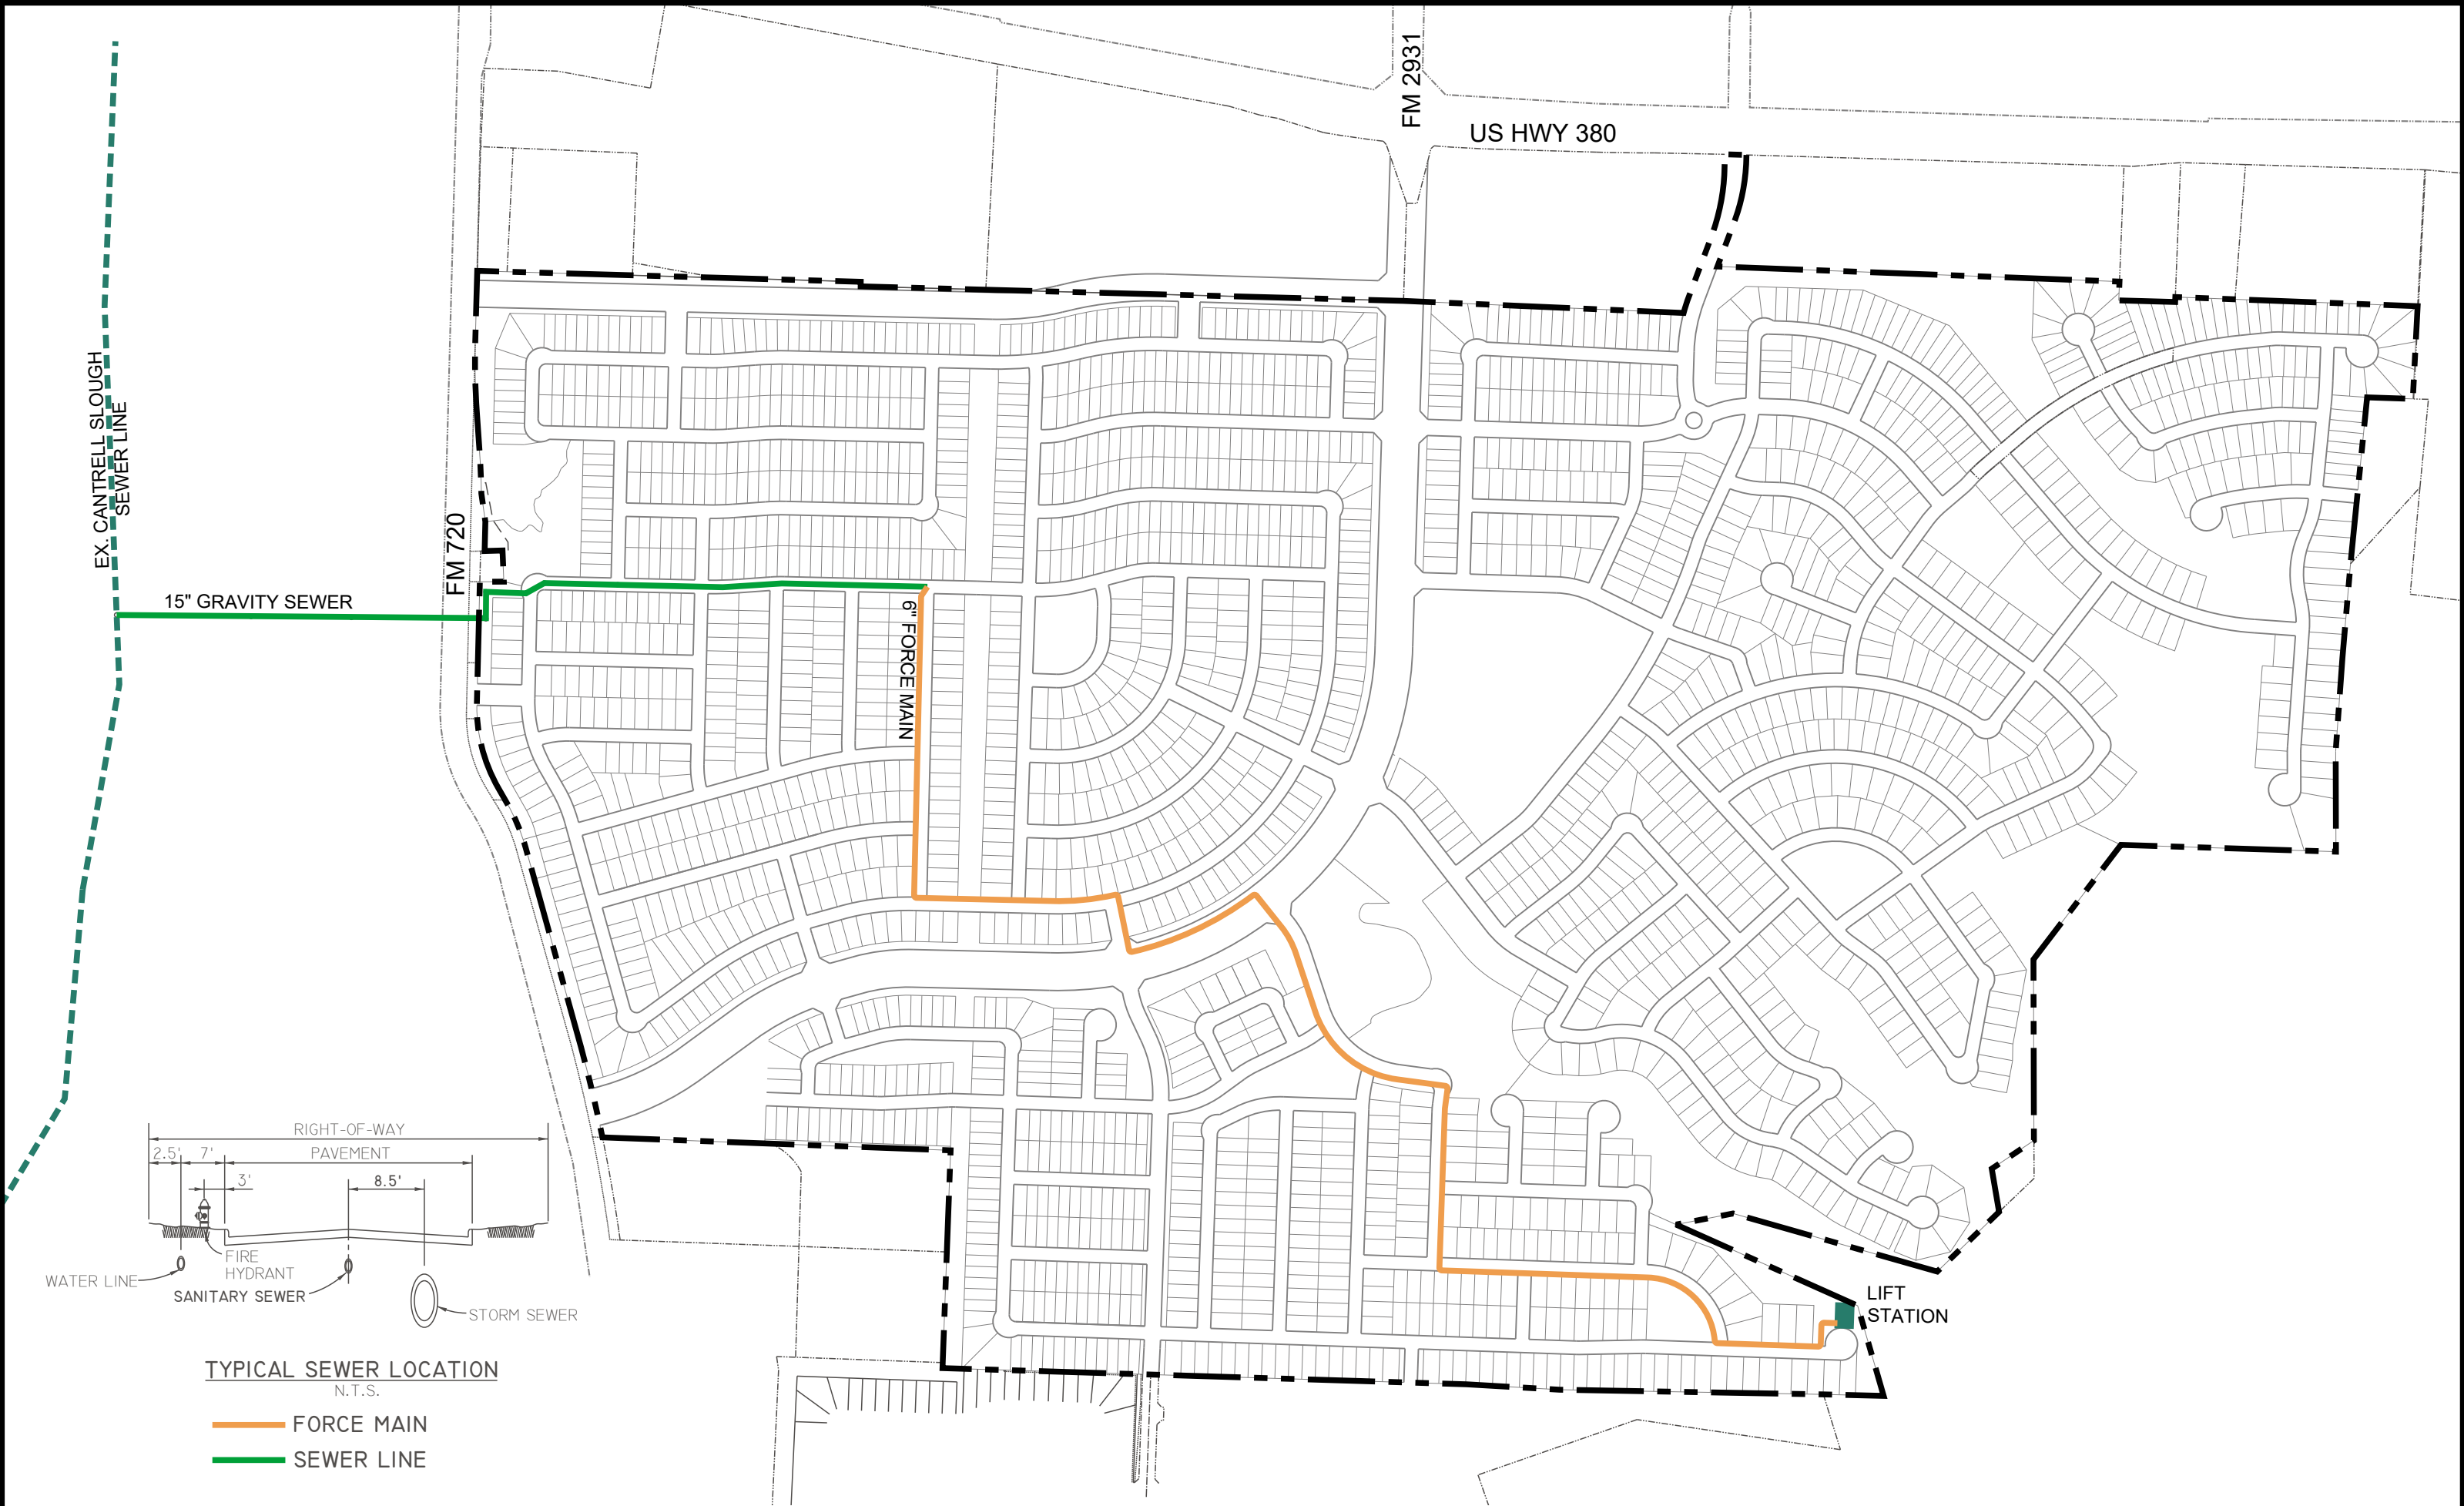 FM 2931
US HWY 380
EX. CANTRELL SLOUGH
SEWER LINE
FM 720
15" GRAVITY SEWER
6" FORCE MAIN
LIFT
STATION
RIGHT-OF-WAY
2.5'
7'
PAVEMENT
3'
8.5'
FIRE
HYDRANT
WATER LINE
SANITARY SEWER
STORM SEWER
TYPICAL SEWER LOCATION
N.T.S.
FORCE MAIN
SEWER LINE